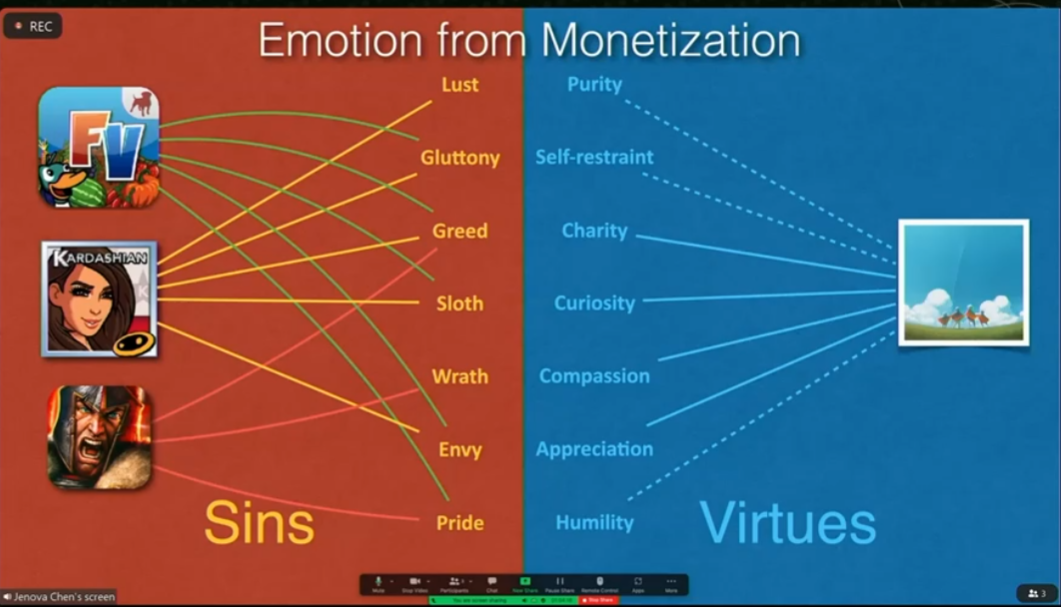 REC
Emotion from Monetization
FV
KARDASHIAN
Lust
Gluttony
Greed
Sloth
Wrath
Envy
Pride
Sins
Purity
Self-restraint
Charity
Curiosity
Compassion
Appreciation
Humility
Virtues
Jenova Chen's screen
Mute
Stop Video
Participants
Chat
New Share
Pause Share
Remote Control
Apps
More
You are screen sharing
Stop Share
3